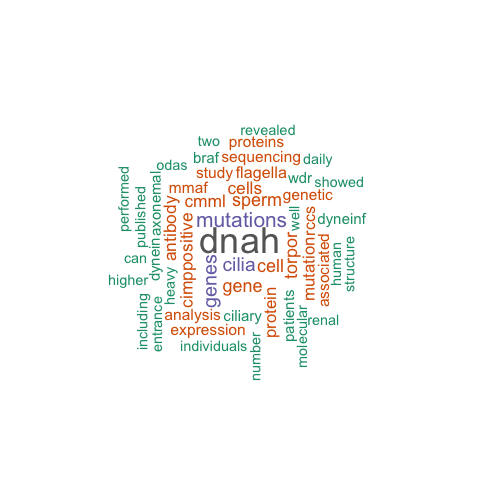 revealed
two
proteins
braf
sequencing
daily
odas
study
flagella
wdr
showed
mmaf
cells
genetic
cmml
sperm
performed
published
axonemal
antibody
mutations
well
dyneinf
dnah
cimppositive
torpor
mutation
rccs
associated
human
structure
can
dynein
genes
cilia
cell
higher
heavy
gene
including
entrance
analysis
ciliary
protein
patients
molecular
renal
expression
individuals
number